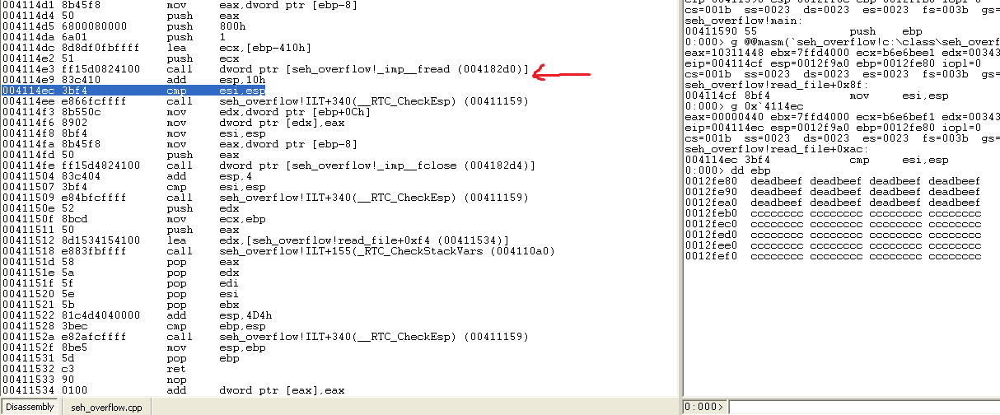 004114d1 8b45f8 mov eax,dword ptr [ebp-8]
004114d4 50 push eax
004114d5 6800080000 push 800h
004114da 6a01 push 1
004114dc 8d8df0fbffff lea ecx,[ebp-410h]
004114e2 51 push ecx
004114e3 ff15d0824100 call dword ptr [seh_overflow!_imp__fread (004182d0)]
004114e9 83c410 add esp,10h
004114ec 3bf4 cmp esi,esp
004114ee e866fcffff call seh_overflow!ILT+340(__RTC_CheckEsp) (00411159)
004114f3 8b550c mov edx,dword ptr [ebp+0Ch]
004114f6 8902 mov dword ptr [edx],eax
004114f8 8bf4 mov esi,esp
004114fa 8b45f8 mov eax,dword ptr [ebp-8]
004114fd 50 push eax
004114fe ff15d4824100 call dword ptr [seh_overflow!_imp__fclose (004182d4)]
00411504 83c404 add esp,4
00411507 3bf4 cmp esi,esp
00411509 e84bfcffff call seh_overflow!ILT+340(__RTC_CheckEsp) (00411159)
0041150e 52 push edx
0041150f 8bcd mov ecx,ebp
00411511 50 push eax
00411512 8d1534154100 lea edx,[seh_overflow!read_file+0xf4 (00411534)]
00411518 e883fbffff call seh_overflow!ILT+155(_RTC_CheckStackVars (004110a0)
0041151d 58 pop eax
0041151e 5a pop edx
0041151f 5f pop edi
00411520 5e pop esi
00411521 5b pop ebx
00411522 81c4d4040000 add esp,4D4h
00411528 3bec cmp ebp,esp
0041152a e82afcffff call seh_overflow!ILT+340(__RTC_CheckEsp) (00411159)
0041152f 8be5 mov esp,ebp
00411531 5d pop ebp
00411532 c3 ret
00411533 90 nop
00411534 0100 add dword ptr [eax],eax
Disassembly seh_overflow.cpp
cs=001b ss=0023 ds=0023 es=0023 fs=003b gs=
seh_overflow!main:
00411590 55 push ebp
0:000> g @@masm(`seh_overflow!c:\class\seh_overf
eax=10311448 ebx=7ffd4000 ecx=b6e6bee1 edx=00343
eip=004114cf esp=0012f9a0 ebp=0012fe80 iopl=0
cs=001b ss=0023 ds=0023 es=0023 fs=003b gs=
seh_overflow!read_file+0x8f:
004114cf 8bf4 mov esi,esp
0:000> g 0x`4114ec
eax=00000440 ebx=7ffd4000 ecx=b6e6bef1 edx=00343
eip=004114ec esp=0012f9a0 ebp=0012fe80 iopl=0
cs=001b ss=0023 ds=0023 es=0023 fs=003b gs=
seh_overflow!read_file+0xac:
004114ec 3bf4 cmp esi,esp
0:000> dd ebp
0012fe80 deadbeef deadbeef deadbeef deadbeef
0012fe90 deadbeef deadbeef deadbeef deadbeef
0012fea0 deadbeef deadbeef deadbeef deadbeef
0012feb0 cccccccc cccccccc cccccccc cccccccc
0012fec0 cccccccc cccccccc cccccccc cccccccc
0012fed0 cccccccc cccccccc cccccccc cccccccc
0012fee0 cccccccc cccccccc cccccccc cccccccc
0012fef0 cccccccc cccccccc cccccccc cccccccc
0:000>